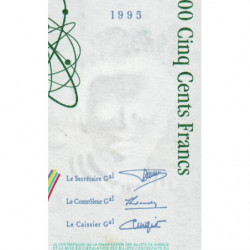 1995
00 Cinq Cents Francs
Le Secrétaire Gal
Le Contrôleur Gal
Le Caissier Gal